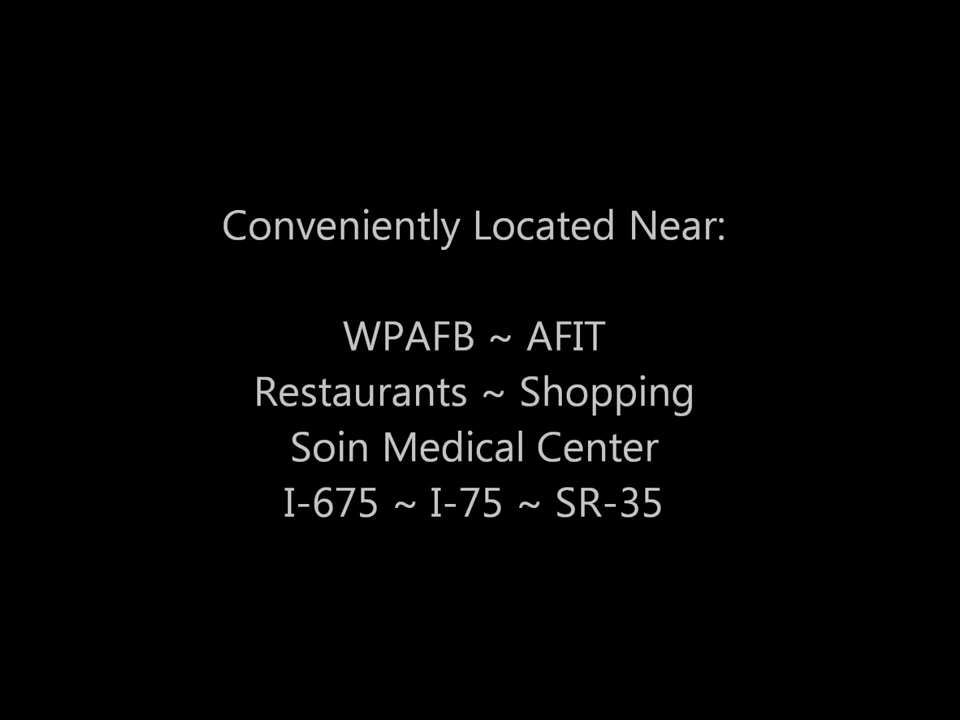 Conveniently Located Near:
WPAFB ~ AFIT
Restaurants ~ Shopping
Soin Medical Center
I-675 ~ I-75 ~ SR-35